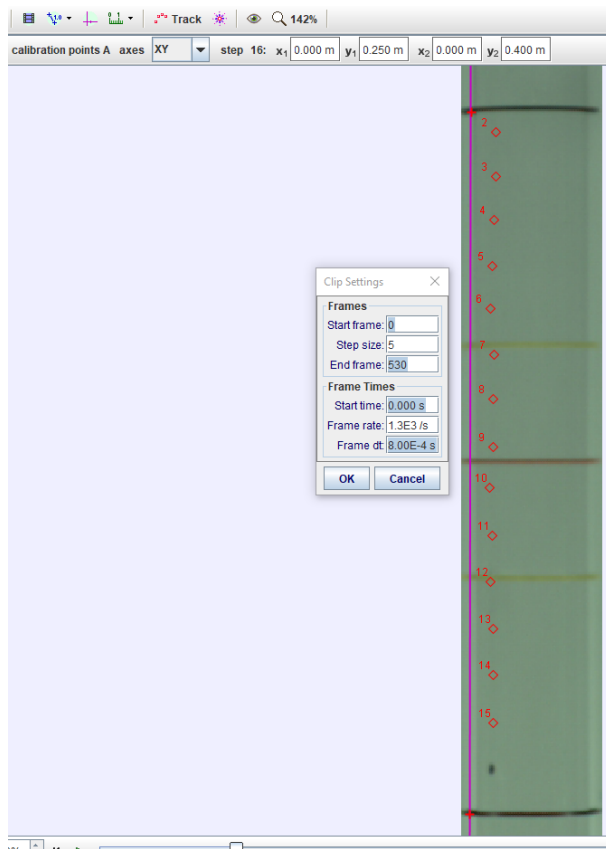 Track 142%
calibration points A axes XY step 16: x1 0.000 m y1 0.250 m x2 0.000 m y2 0.400 m
2
3
4
5
6
7
8
9
10
11
12
13
14
15
Clip Settings
Frames
Start frame: 0
Step size: 5
End frame: 530
Frame Times
Start time: 0.000 s
Frame rate: 1.3E3 /s
Frame dt: 8.00E-4 s
OK Cancel